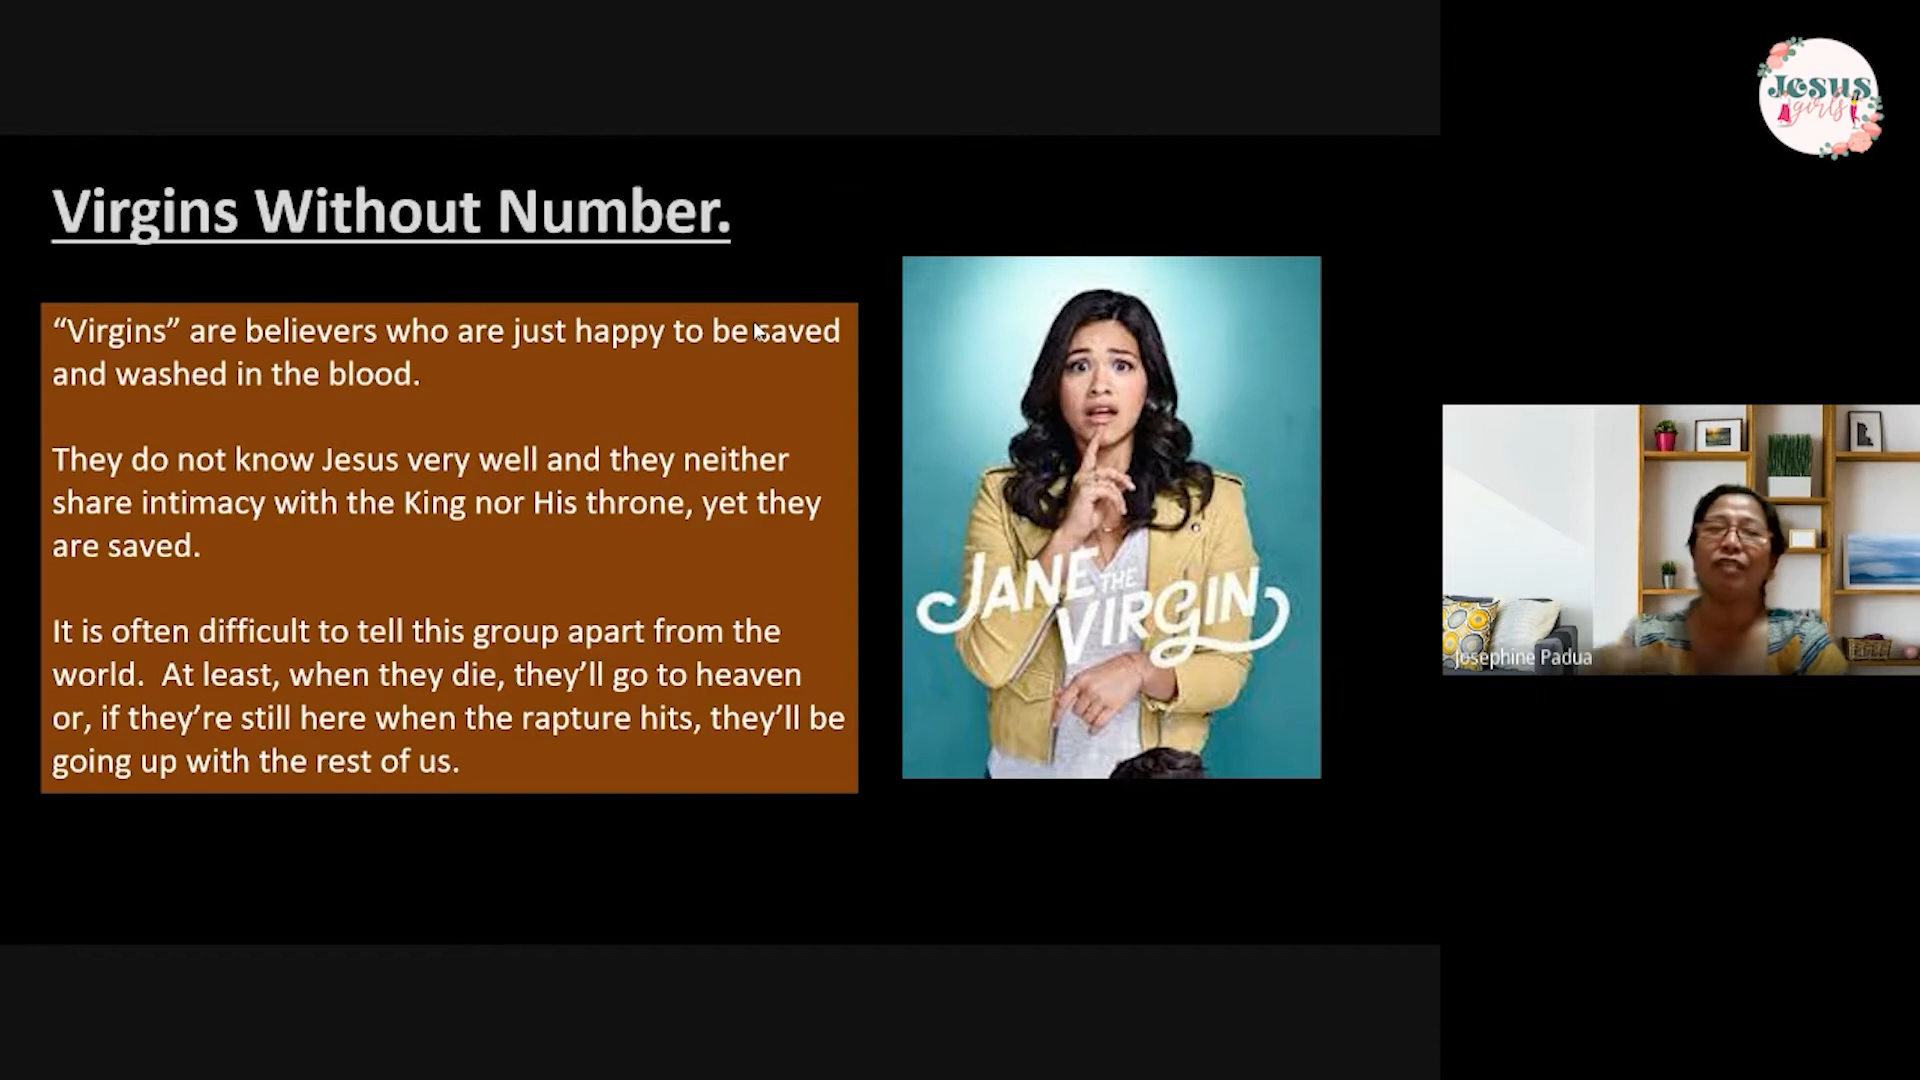 Jesus
girls
Virgins Without Number.
“Virgins” are believers who are just happy to be saved
and washed in the blood.
They do not know Jesus very well and they neither
share intimacy with the King nor His throne, yet they
are saved.
It is often difficult to tell this group apart from the
world.  At least, when they die, they’ll go to heaven
or, if they’re still here when the rapture hits, they’ll be
going up with the rest of us.
JANE THE
VIRGIN
Josephine Padua